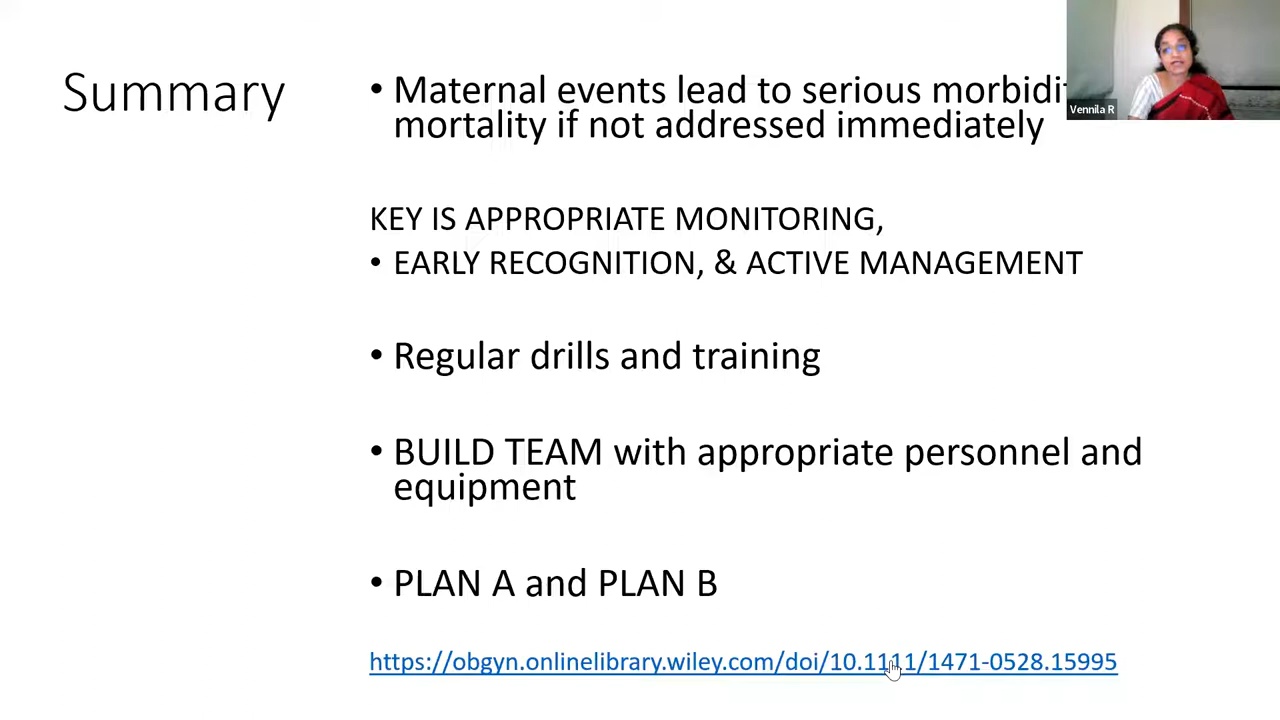 Summary
• Maternal events lead to serious
mortality if not addressed immediately
KEY IS APPROPRIATE MONITORING,
• EARLY RECOGNITION, & ACTIVE MANAGEMENT
• Regular drills and training
• BUILD TEAM with appropriate personnel and
equipment
• PLAN A and PLAN B
https://obgyn.onlinelibrary.wiley.com/doi/10.1111/1471-0528.15995
Vennila R